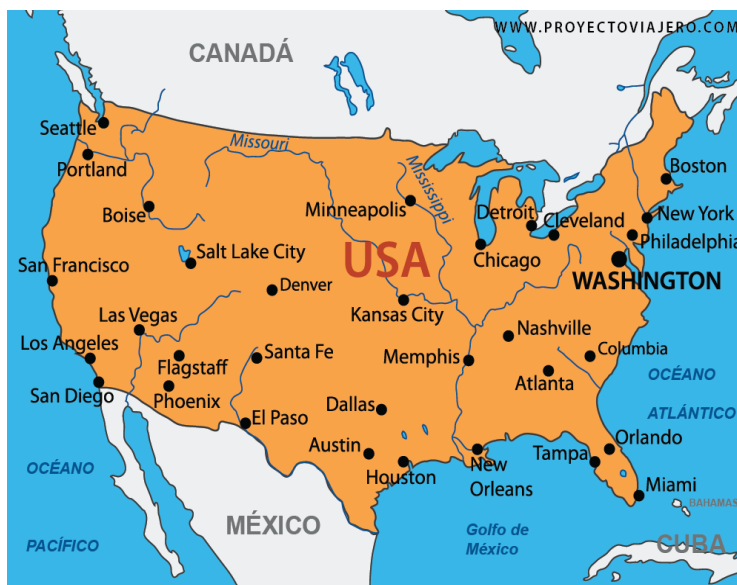 WWW.PROYECTOVIAJERO.COM
CANADÁ
Seattle
Missouri
Portland
Mississippi
Boston
Boise
Minneapolis
Detroit
Cleveland
New York
Philadelphia
Salt Lake City
USA
Chicago
San Francisco
WASHINGTON
Denver
Kansas City
Las Vegas
Nashville
Los Angeles
Flagstaff
Santa Fe
Memphis
Columbia
Atlanta
OCÉANO
San Diego
Phoenix
Dallas
ATLÁNTICO
El Paso
Austin
Orlando
Tampa
OCÉANO
Houston
New
Orleans
Miami
BAHAMAS
MÉXICO
Golfo de
México
PACÍFICO
CUBA